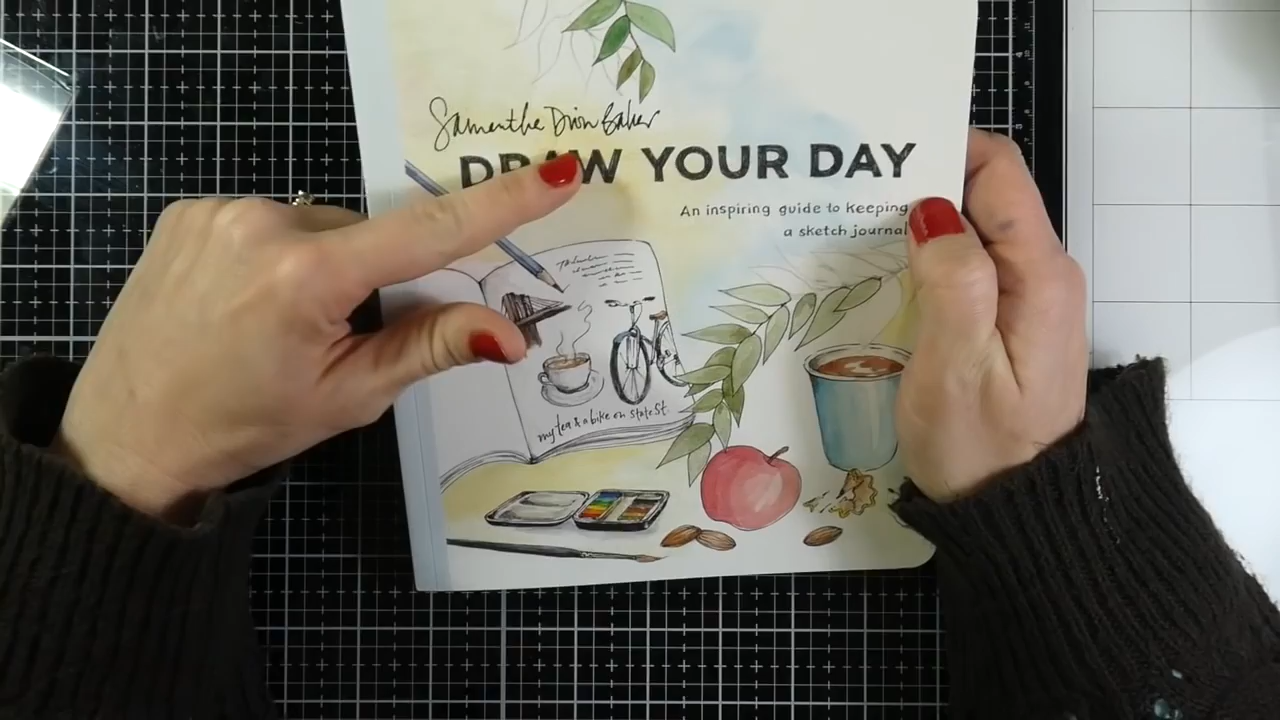 Samantha Dion Baker
DRAW YOUR DAY
An inspiring guide to keeping
a sketch journal
my tea & a bike on State St.